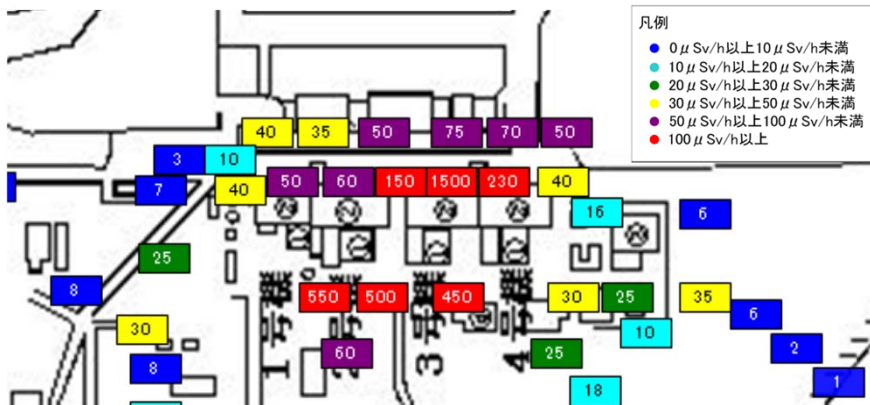 凡例
0μSv/h以上10μSv/h未満
10μSv/h以上20μSv/h未満
20μSv/h以上30μSv/h未満
30μSv/h以上50μSv/h未満
50μSv/h以上100μSv/h未満
100μSv/h以上
40 35 50 75 70 50
3 10
7 40 50 60 150 1500 230 40
16 6
25
8 550 500 450 30 25 35
6
30 10
2
60 25
8
1
18
1号機
2号機
3号機
4号機